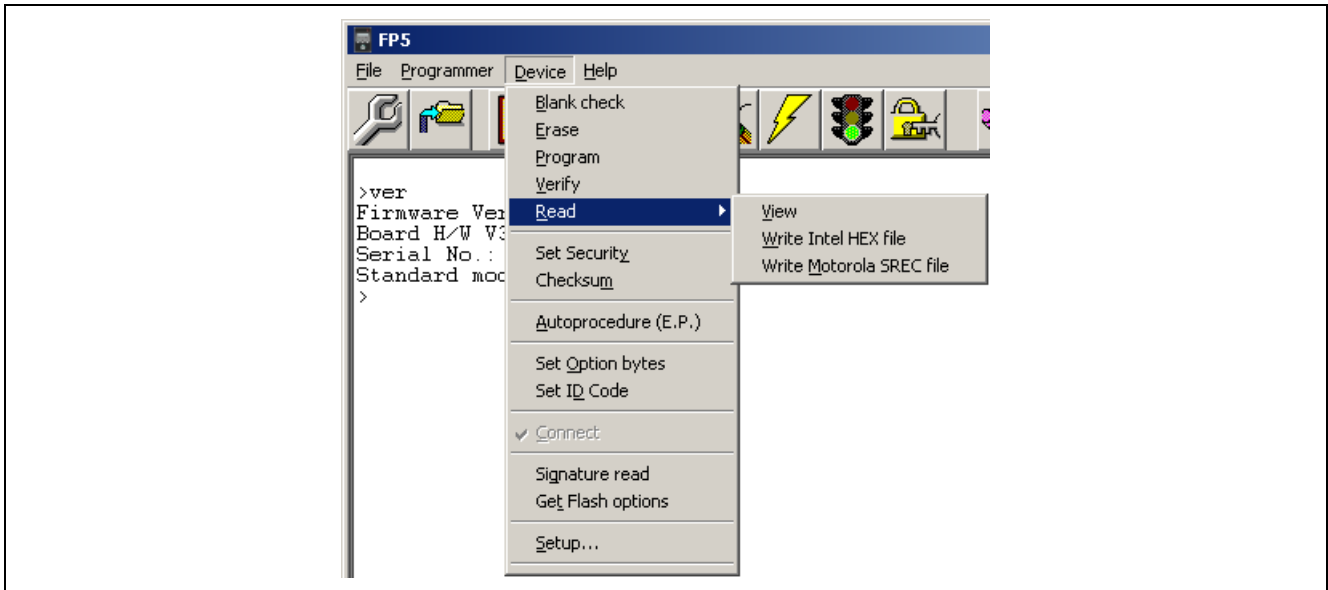 FP5
File Programmer Device Help
Blank check
Erase
Program
Verify
Read
Set Security
Checksum
Autoprocedure (E.P.)
Set Option bytes
Set ID Code
Connect
Signature read
Get Flash options
Setup...
View
Write Intel HEX file
Write Motorola SREC file
>ver
Firmware Ver
Board H/W V3
Serial No.:
Standard mod
>